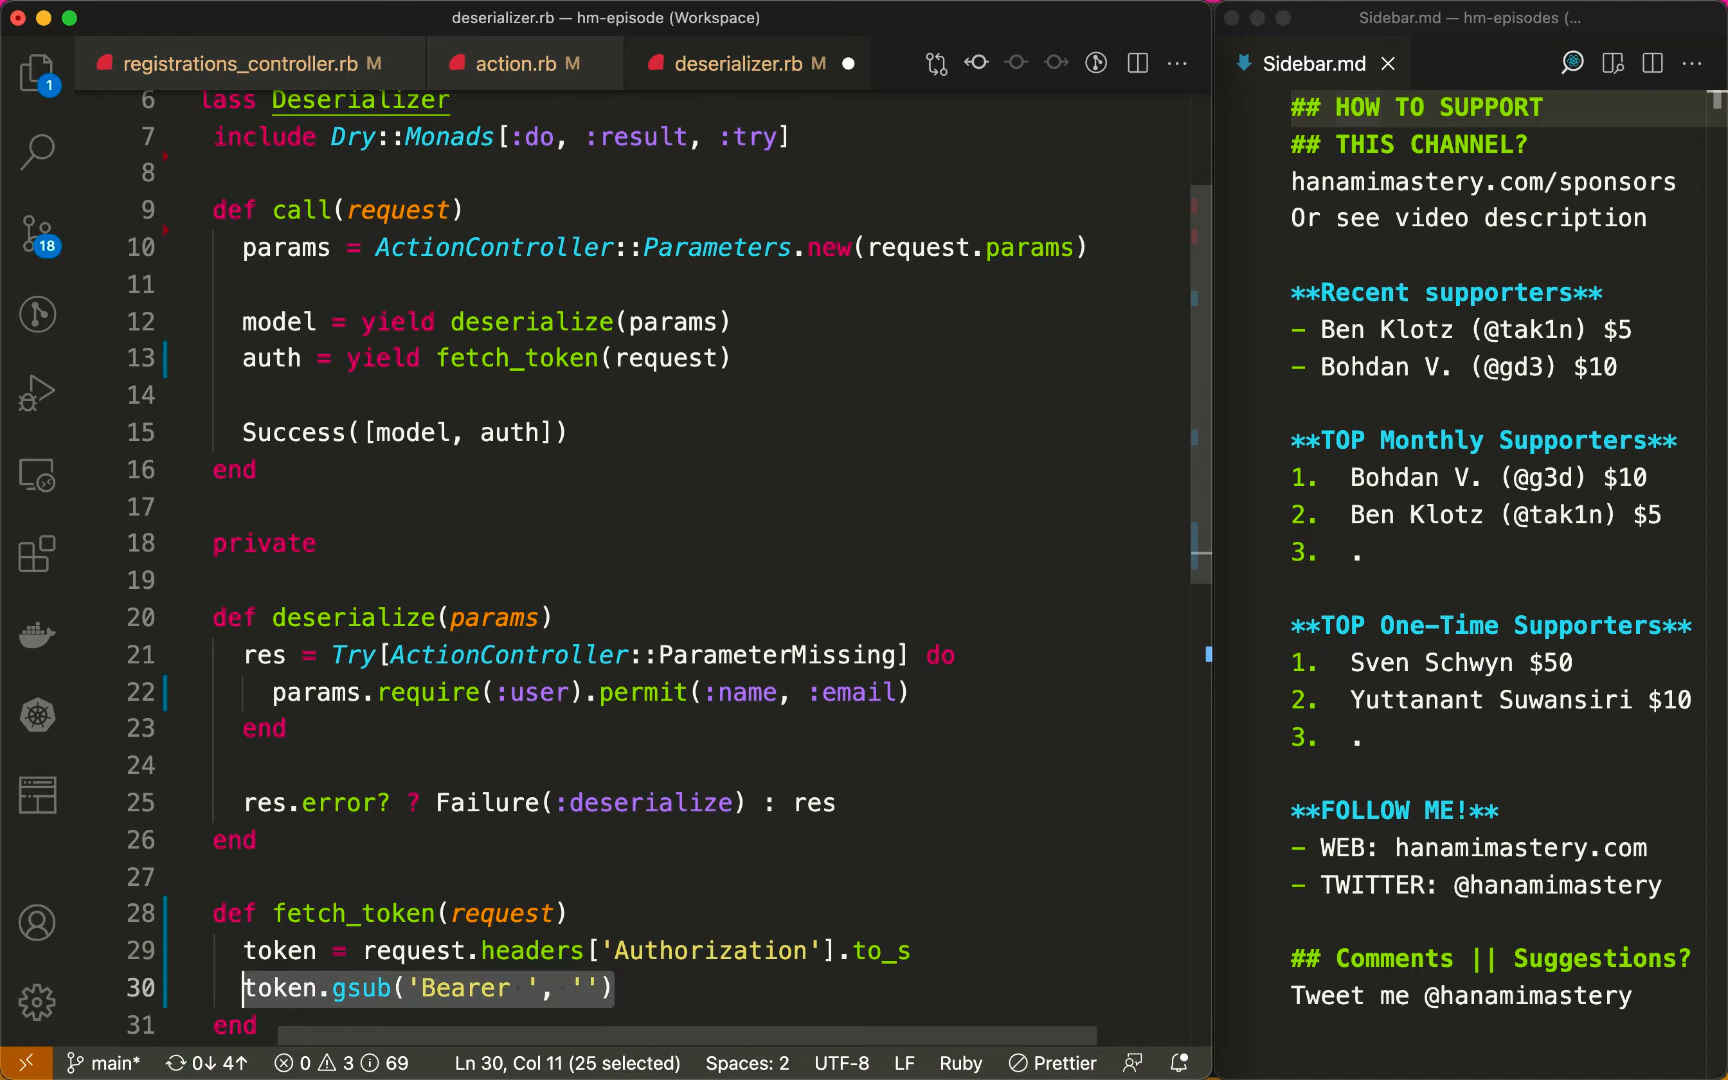 deserializer.rb — hm-episode (Workspace)
registrations_controller.rb M
action.rb M
deserializer.rb M
1
18
6 lass Deserializer
7 include Dry::Monads[:do, :result, :try]
8
9 def call(request)
10 params = ActionController::Parameters.new(request.params)
11
12 model = yield deserialize(params)
13 auth = yield fetch_token(request)
14
15 Success([model, auth])
16 end
17
18 private
19
20 def deserialize(params)
21 res = Try[ActionController::ParameterMissing] do
22 params.require(:user).permit(:name, :email)
23 end
24
25 res.error? ? Failure(:deserialize) : res
26 end
27
28 def fetch_token(request)
29 token = request.headers['Authorization'].to_s
30 token.gsub('Bearer ', '')
31 end
main* 0↓ 4↑ 0 3 69 Ln 30, Col 11 (25 selected) Spaces: 2 UTF-8 LF Ruby Prettier
Sidebar.md — hm-episodes (...
Sidebar.md
## HOW TO SUPPORT
## THIS CHANNEL?
hanamimastery.com/sponsors
Or see video description
**Recent supporters**
- Ben Klotz (@tak1n) $5
- Bohdan V. (@gd3) $10
**TOP Monthly Supporters**
1. Bohdan V. (@g3d) $10
2. Ben Klotz (@tak1n) $5
3. .
**TOP One-Time Supporters**
1. Sven Schwyn $50
2. Yuttanant Suwansiri $10
3. .
**FOLLOW ME!**
- WEB: hanamimastery.com
- TWITTER: @hanamimastery
## Comments || Suggestions?
Tweet me @hanamimastery